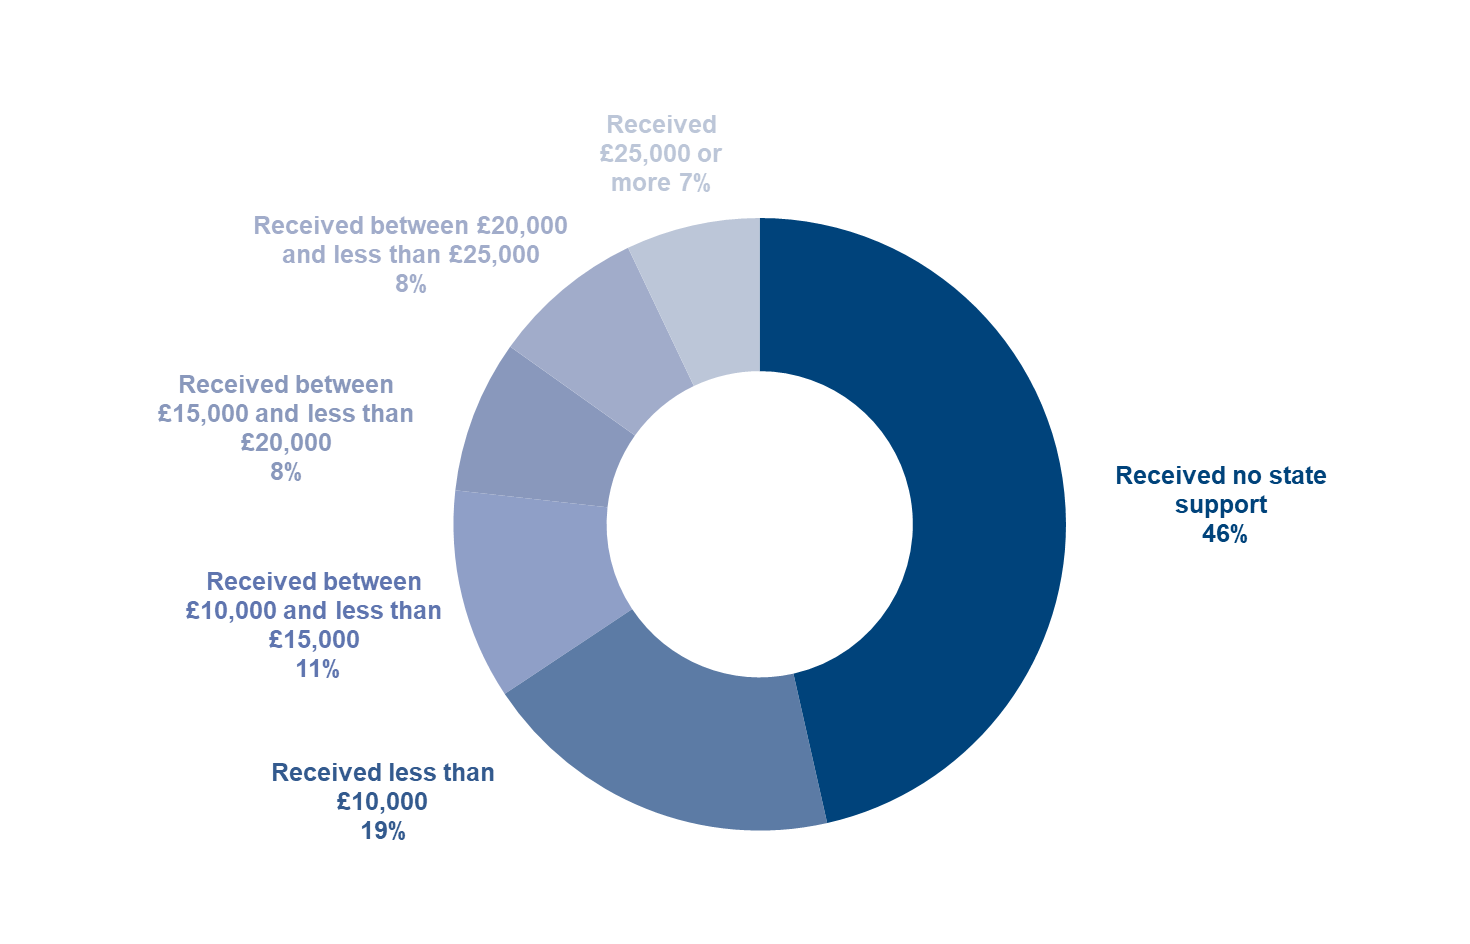 Received
£25,000 or
more 7%
Received between £20,000
and less than £25,000
8%
Received between
£15,000 and less than
£20,000
8%
Received no state
support
46%
Received between
£10,000 and less than
£15,000
11%
Received less than
£10,000
19%